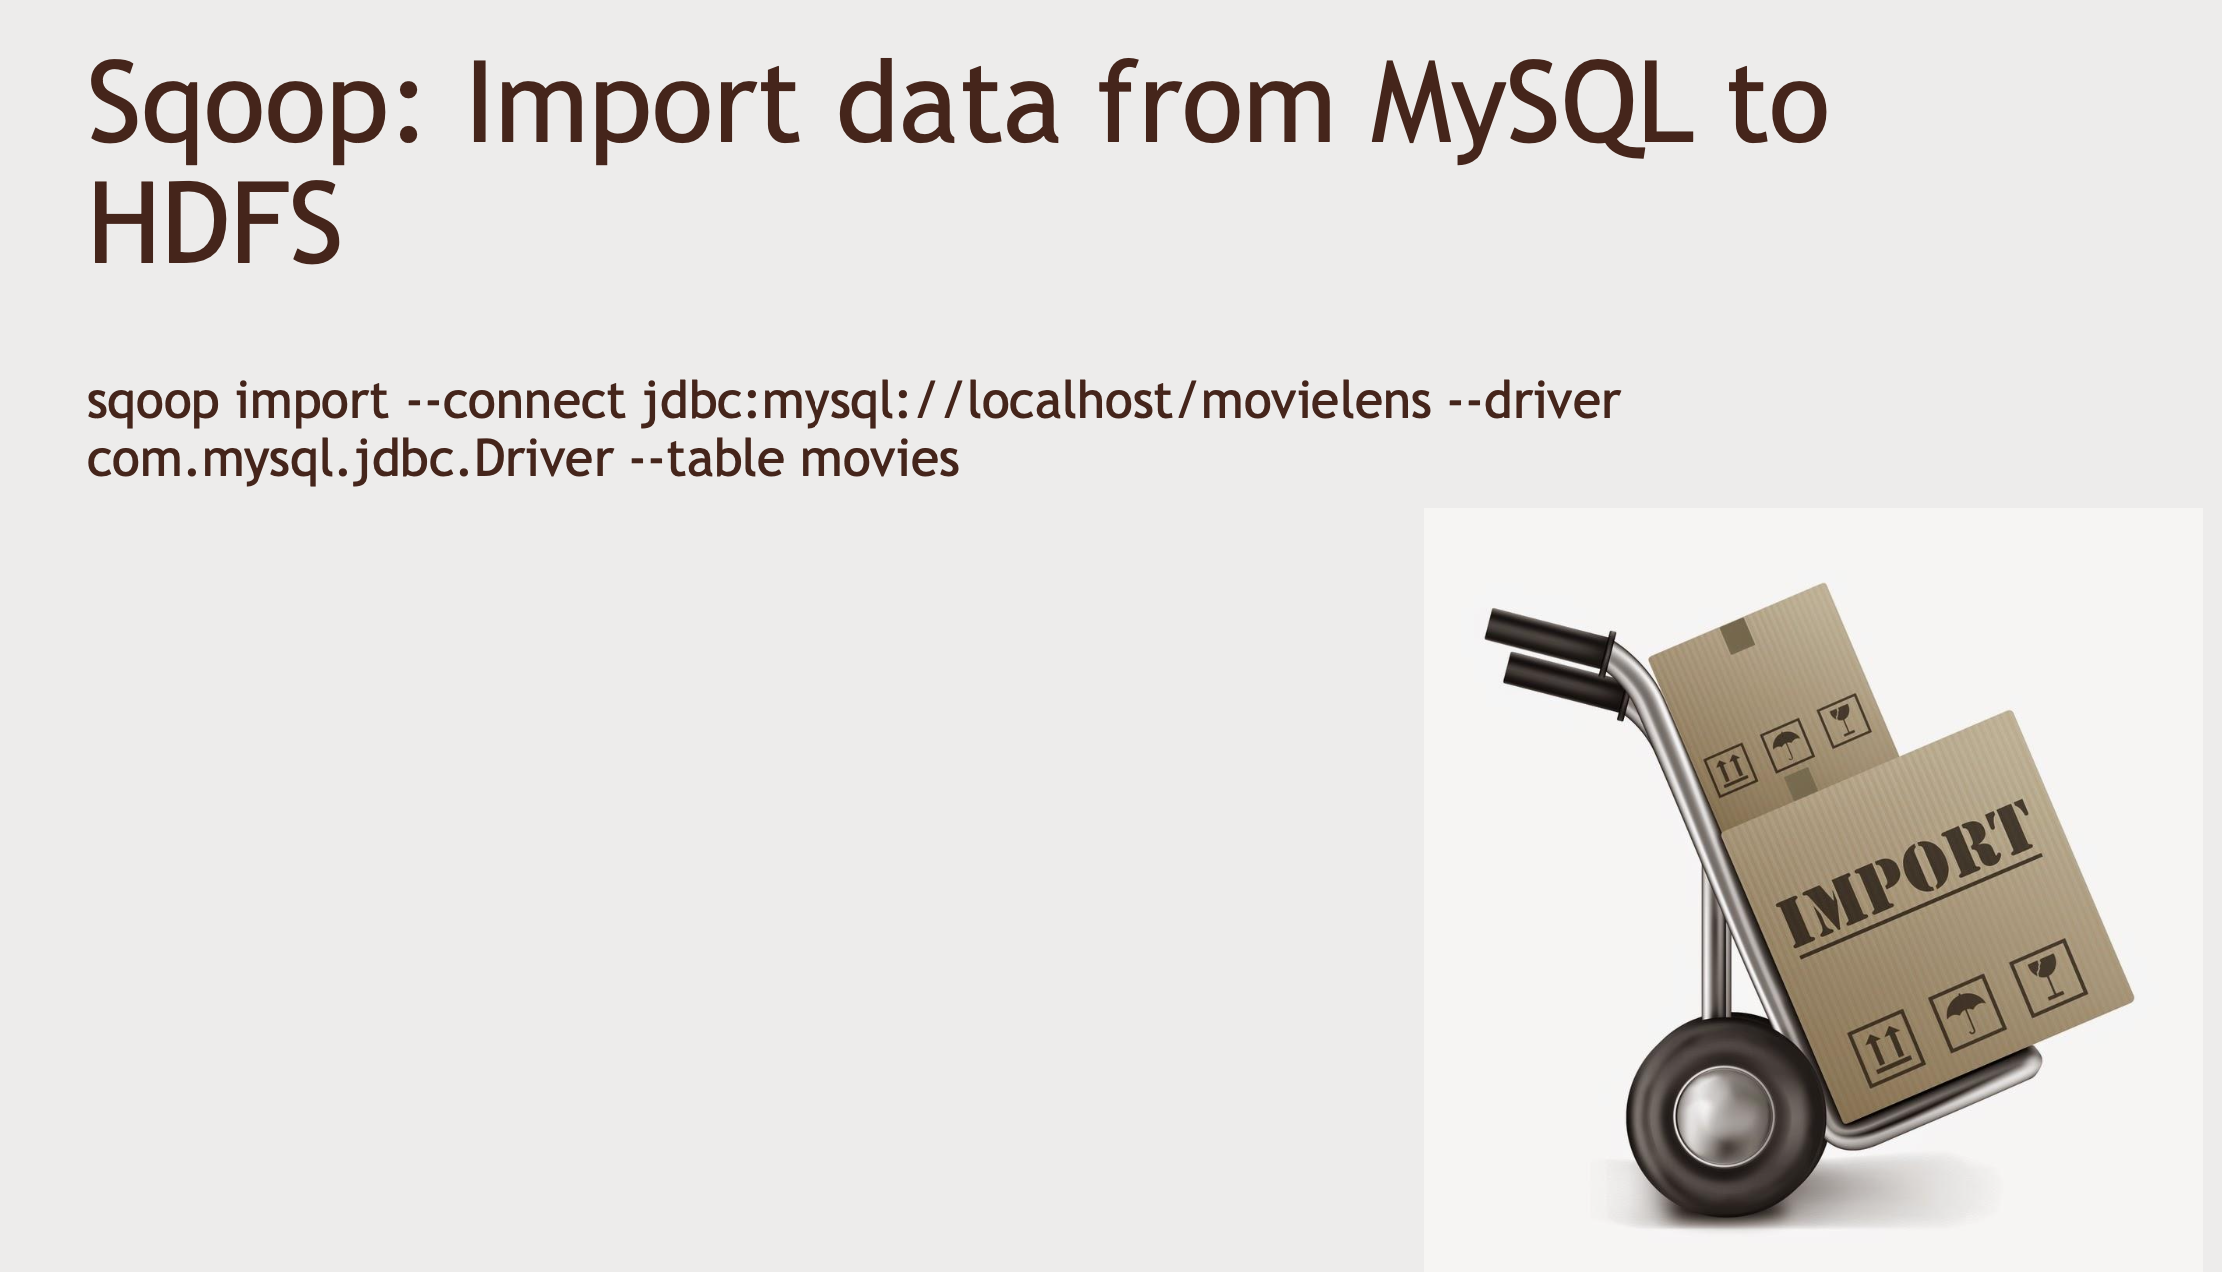 Sqoop: Import data from MySQL to
HDFS
sqoop import --connect jdbc:mysql://localhost/movielens --driver
com.mysql.jdbc.Driver --table movies
IMPORT